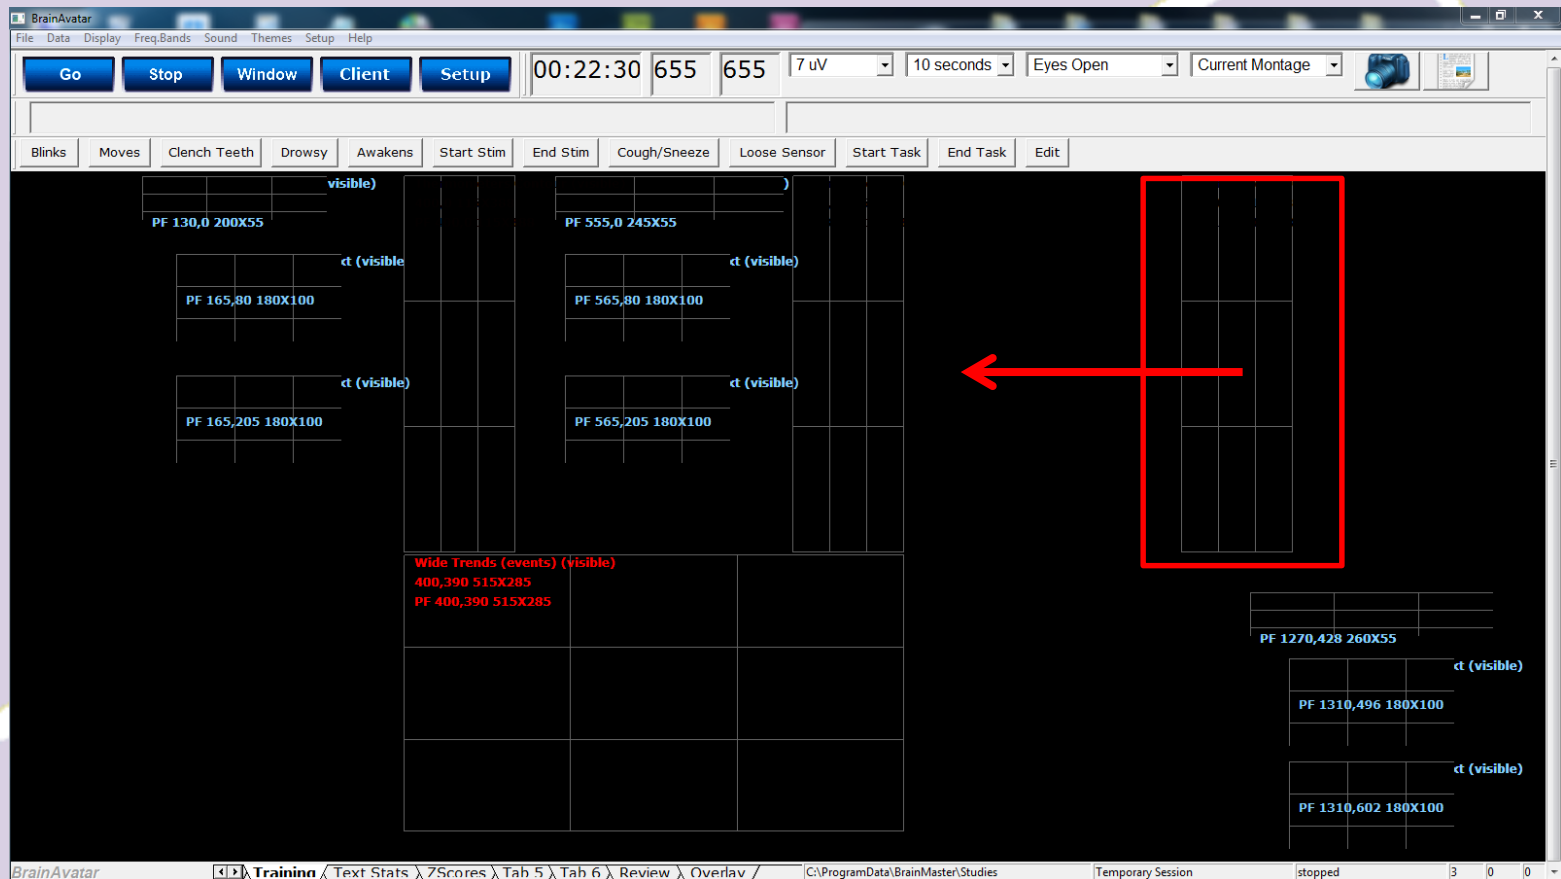 BrainAvatar
File Data Display Freq.Bands Sound Themes Setup Help
Go Stop Window Client Setup 00:22:30 655 655 7 uV 10 seconds Eyes Open Current Montage
Blinks Moves Clench Teeth Drowsy Awakens Start Stim End Stim Cough/Sneeze Loose Sensor Start Task End Task Edit
visible) )
PF 130,0 200X55 PF 555,0 245X55
(visible (visible)
PF 165,80 180X100 PF 565,80 180X100
(visible) (visible)
PF 165,205 180X100 PF 565,205 180X100
Wide Trends (events) (visible)
400,390 515X285
PF 400,390 515X285
PF 1270,428 260X55
(visible)
PF 1310,496 180X100
(visible)
PF 1310,602 180X100
BrainAvatar Training Text Stats ZScores Tab 5 Tab 6 Review Overlay C:\ProgramData\BrainMaster\Studies Temporary Session stopped 3 0 0